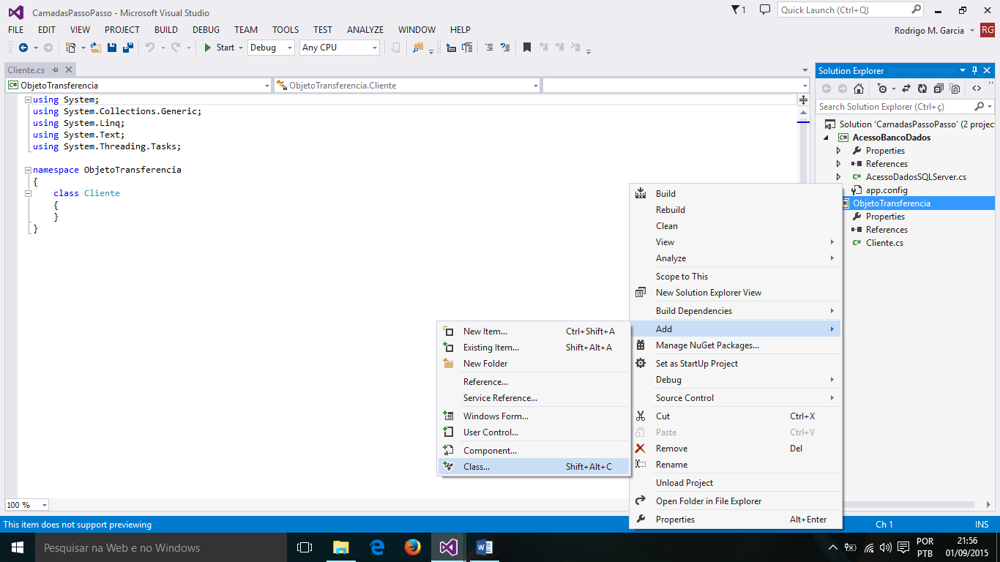 CamadasPassoPasso - Microsoft Visual Studio
1
Quick Launch (Ctrl+Q)
FILE EDIT VIEW PROJECT BUILD DEBUG TEAM TOOLS TEST ANALYZE WINDOW HELP
Rodrigo M. Garcia RG
Start Debug Any CPU
Cliente.cs
C# ObjetoTransferencia
ObjetoTransferencia.Cliente
using System;
using System.Collections.Generic;
using System.Linq;
using System.Text;
using System.Threading.Tasks;
namespace ObjetoTransferencia
{
class Cliente
{
}
}
100 %
Solution Explorer
Search Solution Explorer (Ctrl+ç)
Solution 'CamadasPassoPasso' (2 project
C# AcessoBancoDados
Properties
References
C# AcessoDadosSQLServer.cs
app.config
ObjetoTransferencia
Properties
References
C# Cliente.cs
Build
Rebuild
Clean
View
Analyze
Scope to This
New Solution Explorer View
Build Dependencies
Add
Manage NuGet Packages...
Set as StartUp Project
Debug
Source Control
Cut Ctrl+X
Paste Ctrl+V
Remove Del
Rename
Unload Project
Open Folder in File Explorer
Properties Alt+Enter
New Item... Ctrl+Shift+A
Existing Item... Shift+Alt+A
New Folder
Reference...
Service Reference...
Windows Form...
User Control...
Component...
Class... Shift+Alt+C
This item does not support previewing
Ch 1
INS
Pesquisar na Web e no Windows
POR
PTB
21:56
01/09/2015